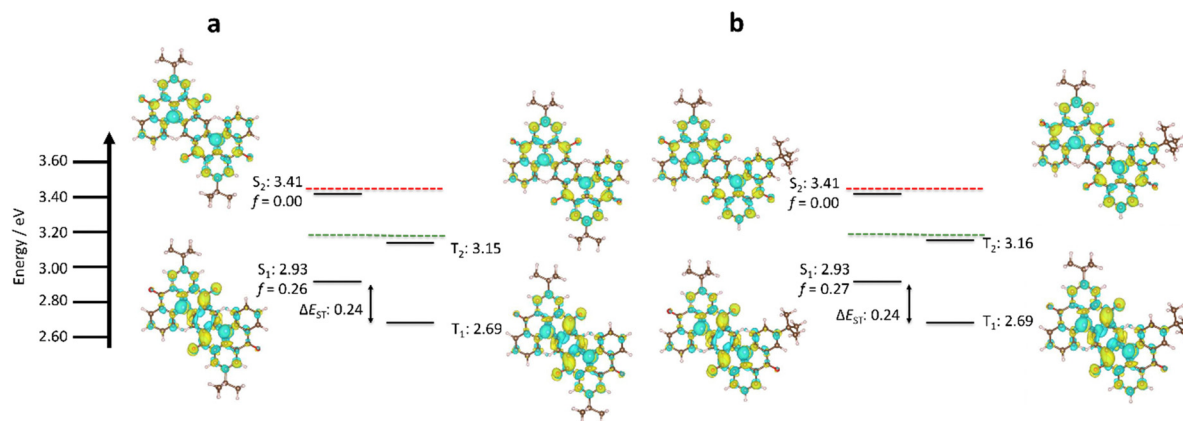 a
b
Energy / eV
3.60
3.40
3.20
3.00
2.80
2.60
S₂: 3.41
f = 0.00
T₂: 3.15
S₁: 2.93
f = 0.26
ΔE_ST: 0.24
T₁: 2.69
S₂: 3.41
f = 0.00
T₂: 3.16
S₁: 2.93
f = 0.27
ΔE_ST: 0.24
T₁: 2.69